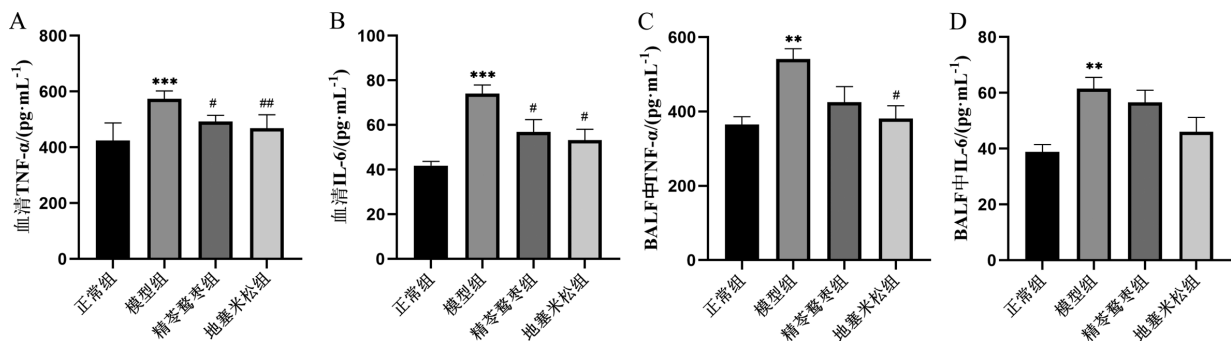 A
血清TNF-α/(pg·mL⁻¹)
800
600
400
200
0
***
#
##
正常组
模型组
精苓鹜枣组
地塞米松组
B
血清IL-6/(pg·mL⁻¹)
100
80
60
40
20
0
***
#
#
正常组
模型组
精苓鹜枣组
地塞米松组
C
BALF中TNF-α/(pg·mL⁻¹)
600
400
200
0
**
#
正常组
模型组
精苓鹜枣组
地塞米松组
D
BALF中IL-6/(pg·mL⁻¹)
80
60
40
20
0
**
正常组
模型组
精苓鹜枣组
地塞米松组